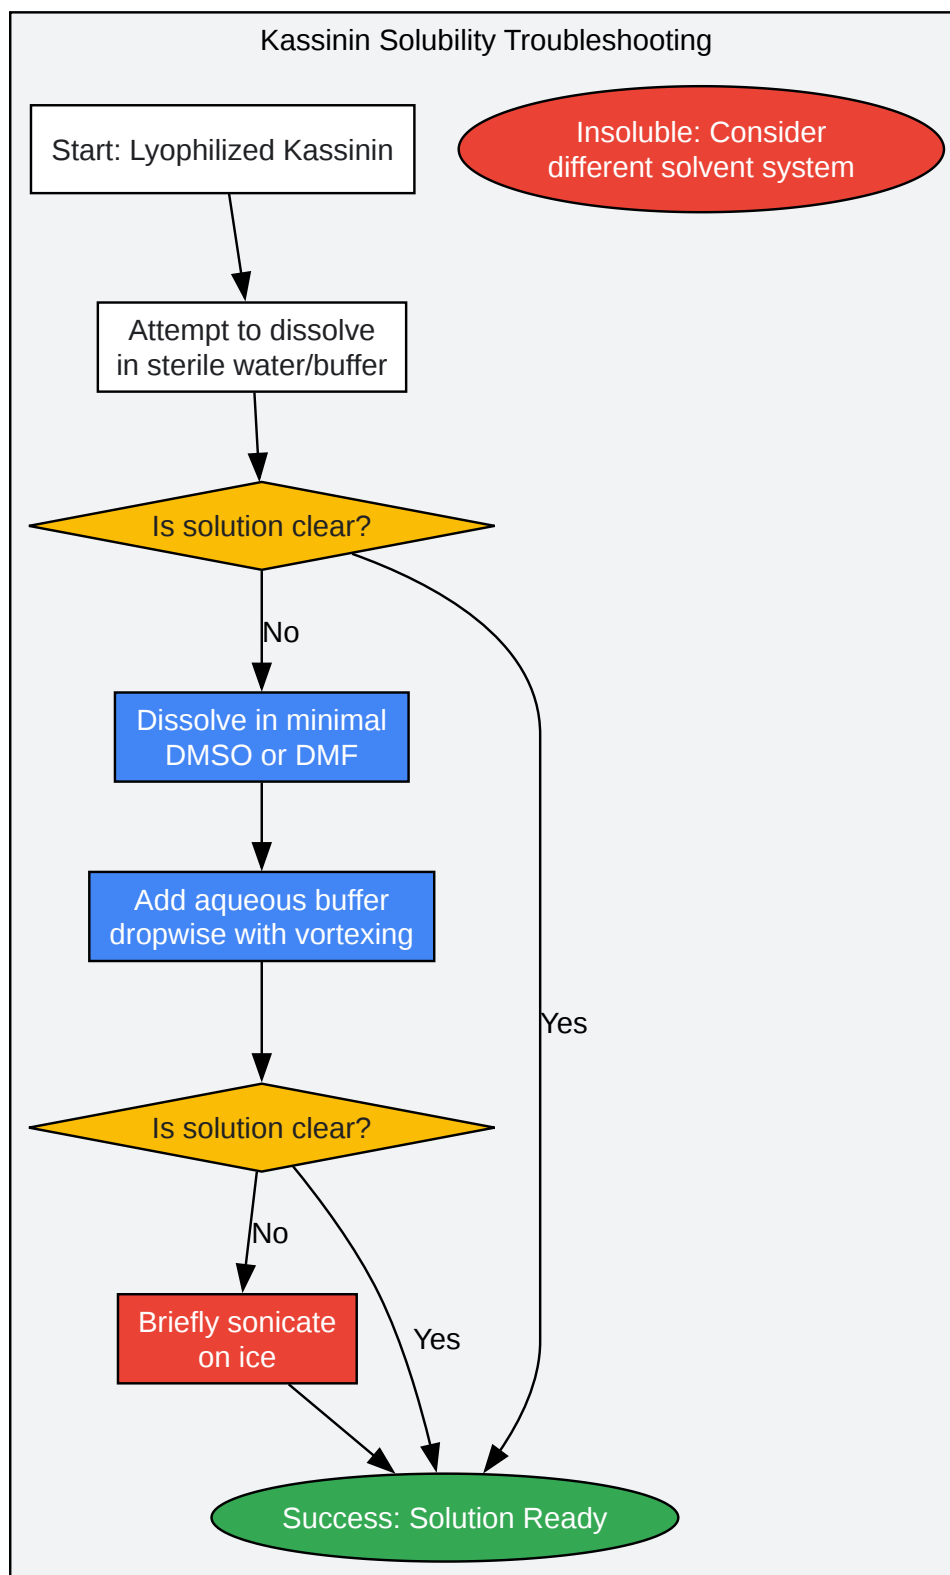 Kassinin Solubility Troubleshooting
Start: Lyophilized Kassinin
Insoluble: Consider
different solvent system
Attempt to dissolve
in sterile water/buffer
Is solution clear?
No
Dissolve in minimal
DMSO or DMF
Add aqueous buffer
dropwise with vortexing
Yes
Is solution clear?
No
Briefly sonicate
on ice
Yes
Success: Solution Ready